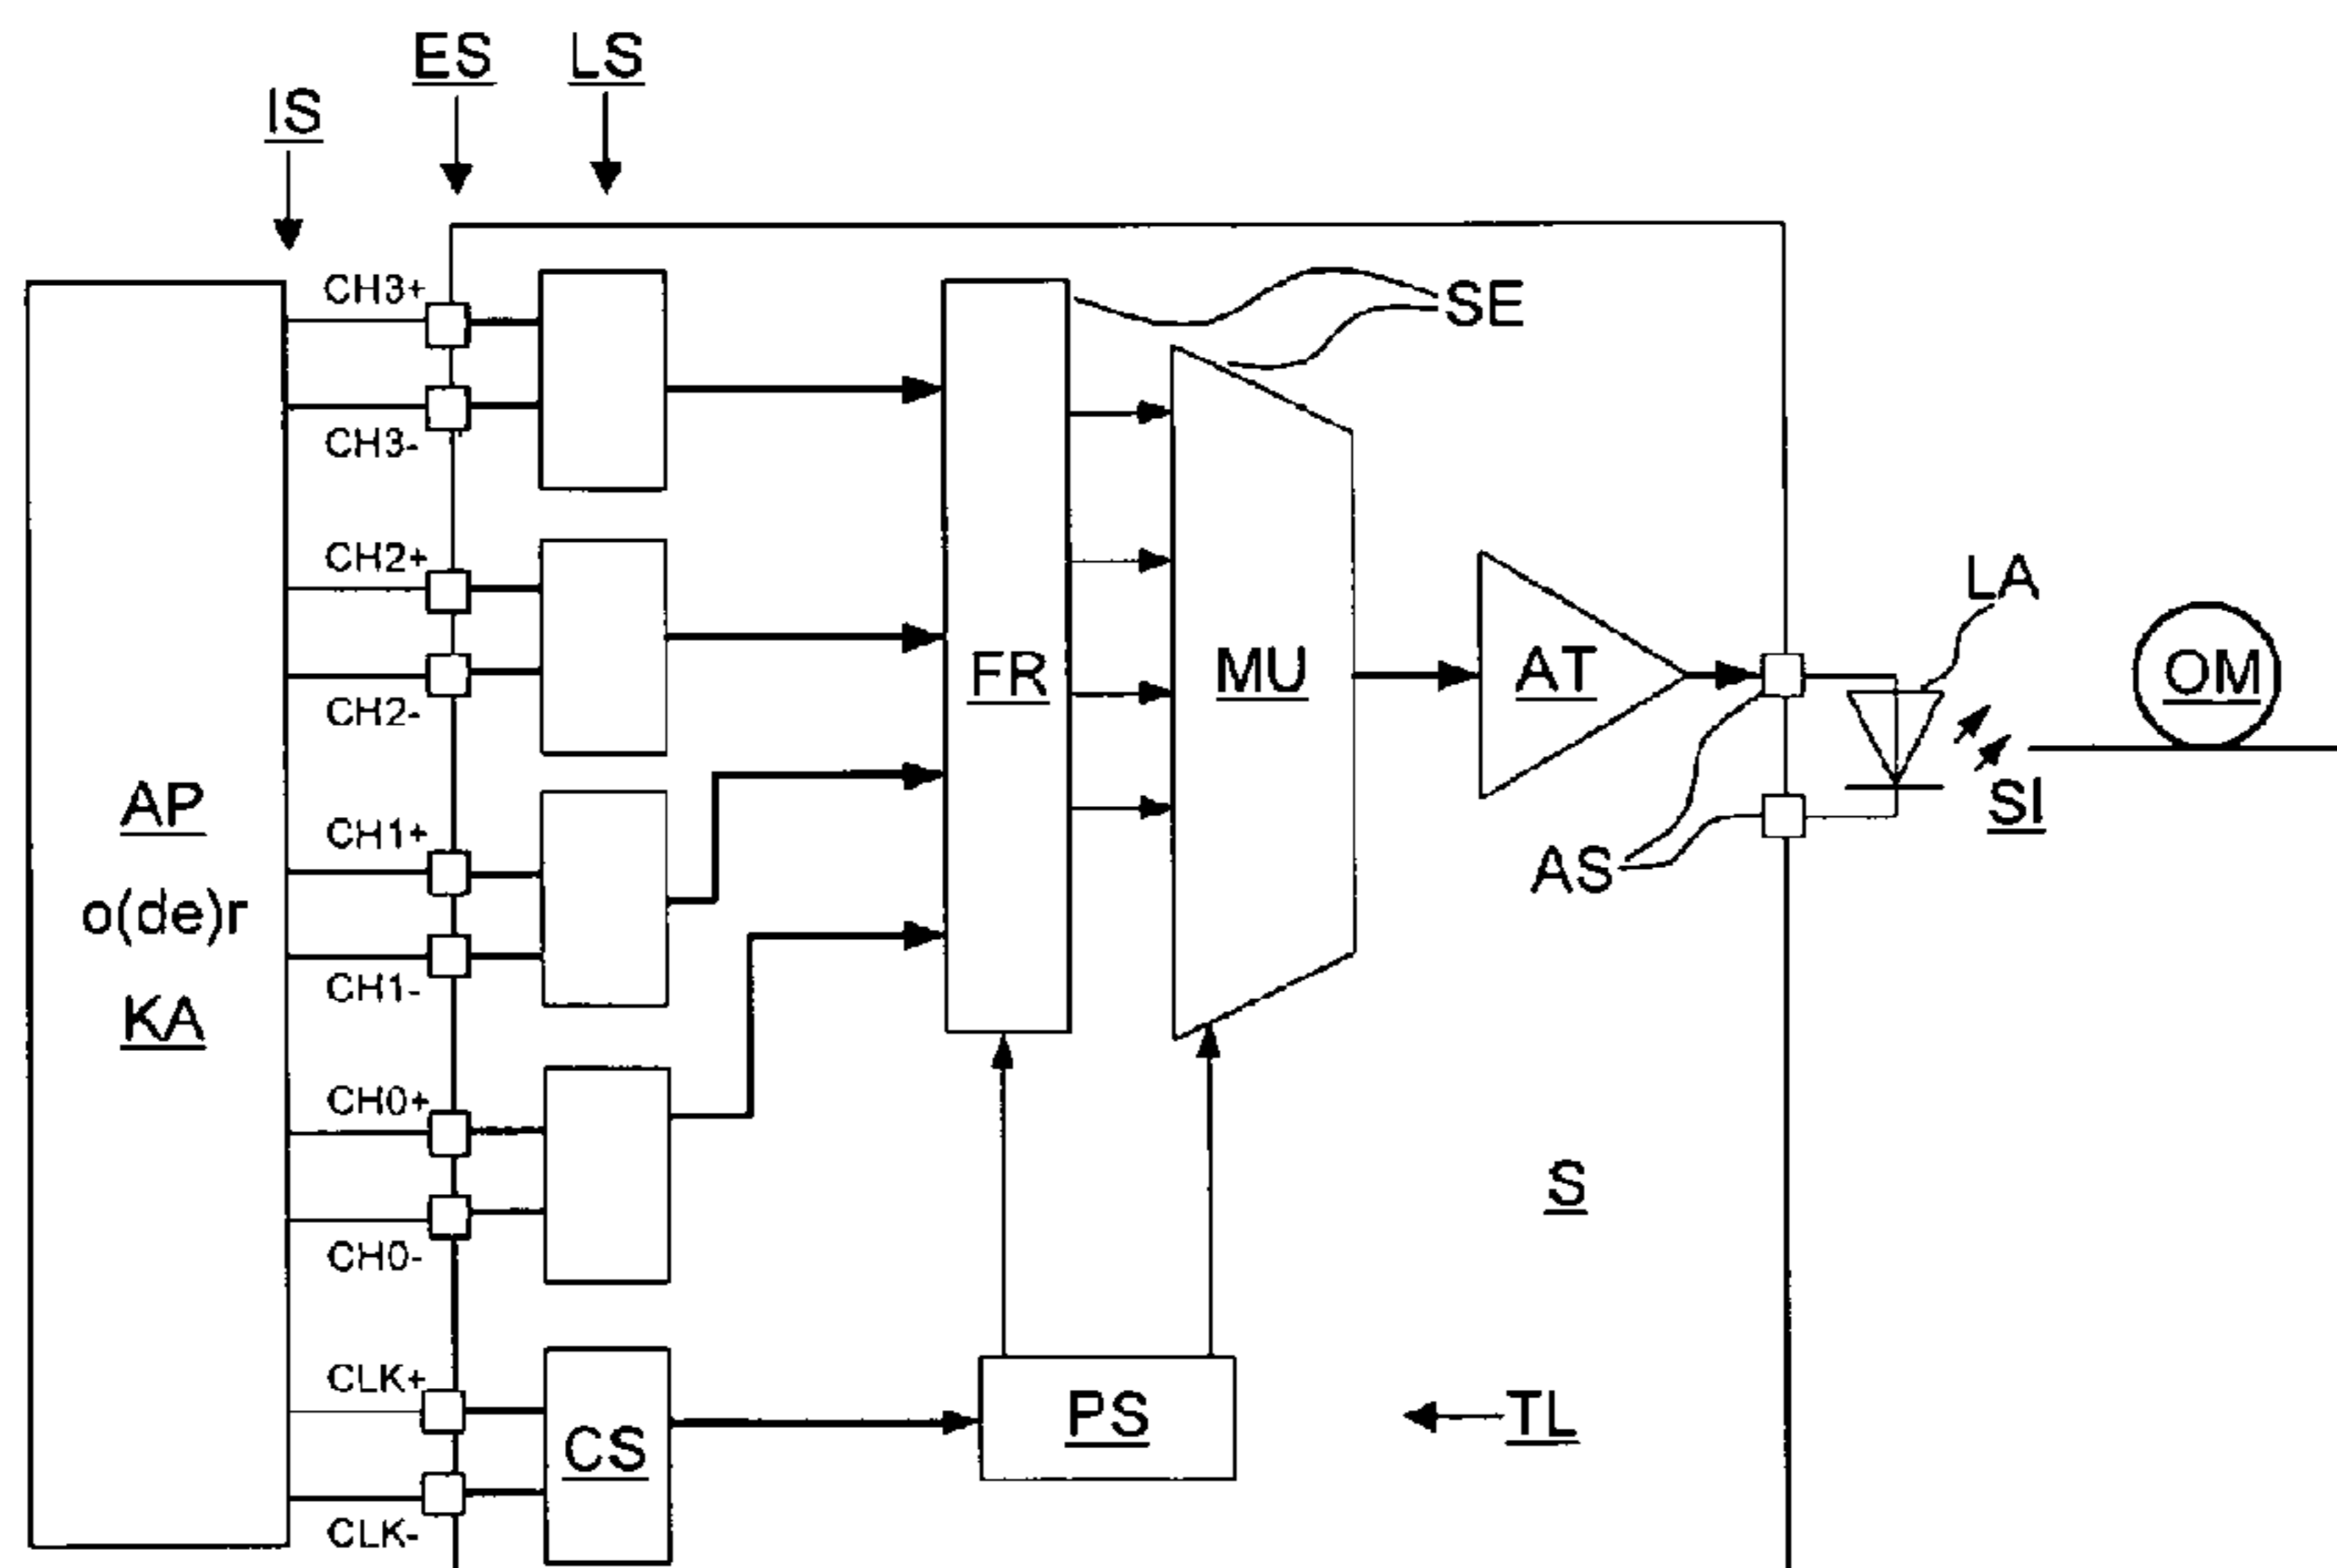 ES
LS
IS
CH3+
SE
CH3-
CH2+
LA
FR
MU
AT
OM
CH2-
AP
SI
CH1+
AS
o(de)r
CH1-
KA
CH0+
S
CH0-
CLK+
PS
TL
CS
CLK-